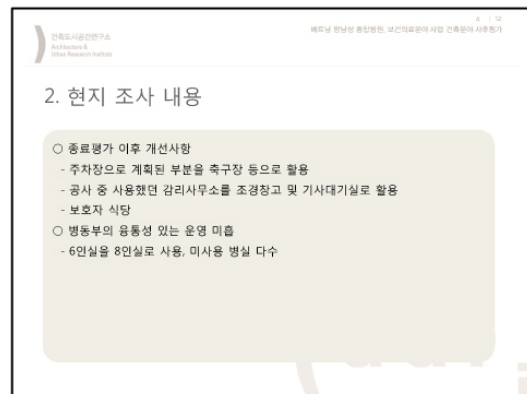 4 | 12
베트남 꽝남성 종합병원, 보건의료분야 사업 건축분야 사후평가
건축도시공간연구소
Architecture &
Urban Research Institute
2. 현지 조사 내용
○ 종료평가 이후 개선사항
- 주차장으로 계획된 부분을 축구장 등으로 활용
- 공사 중 사용했던 감리사무소를 조경창고 및 기사대기실로 활용
- 보호자 식당
○ 병동부의 융통성 있는 운영 미흡
- 6인실을 8인실로 사용, 미사용 병실 다수